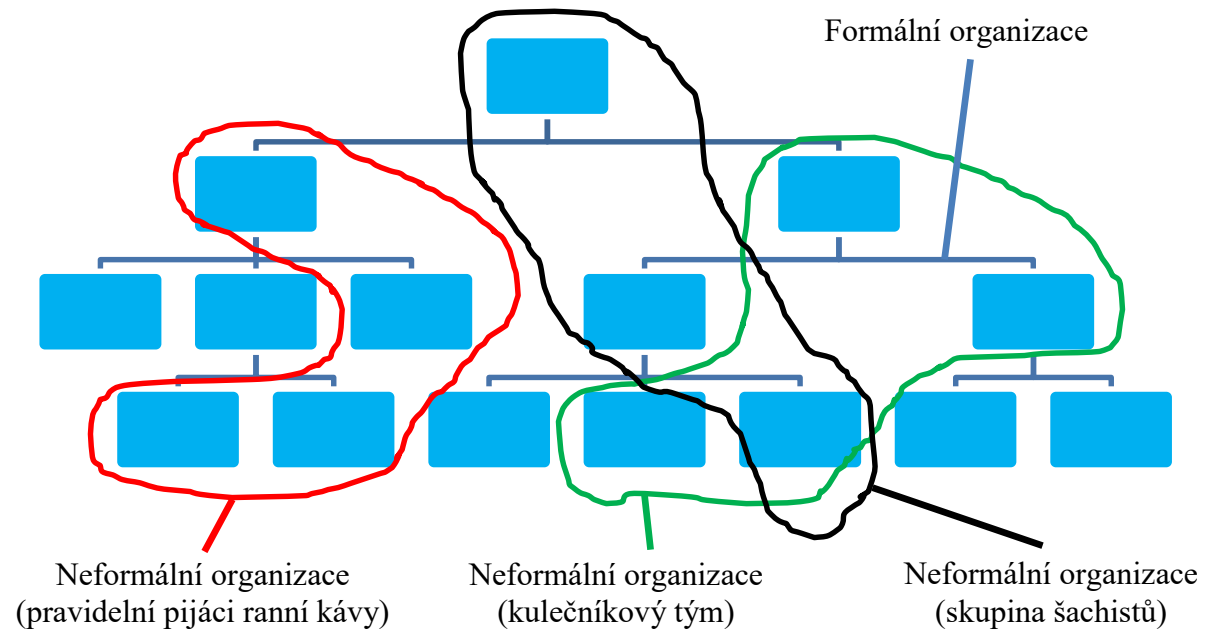 Formální organizace
Neformální organizace
(pravidelní pijáci ranní kávy)
Neformální organizace
(kulečníkový tým)
Neformální organizace
(skupina šachistů)